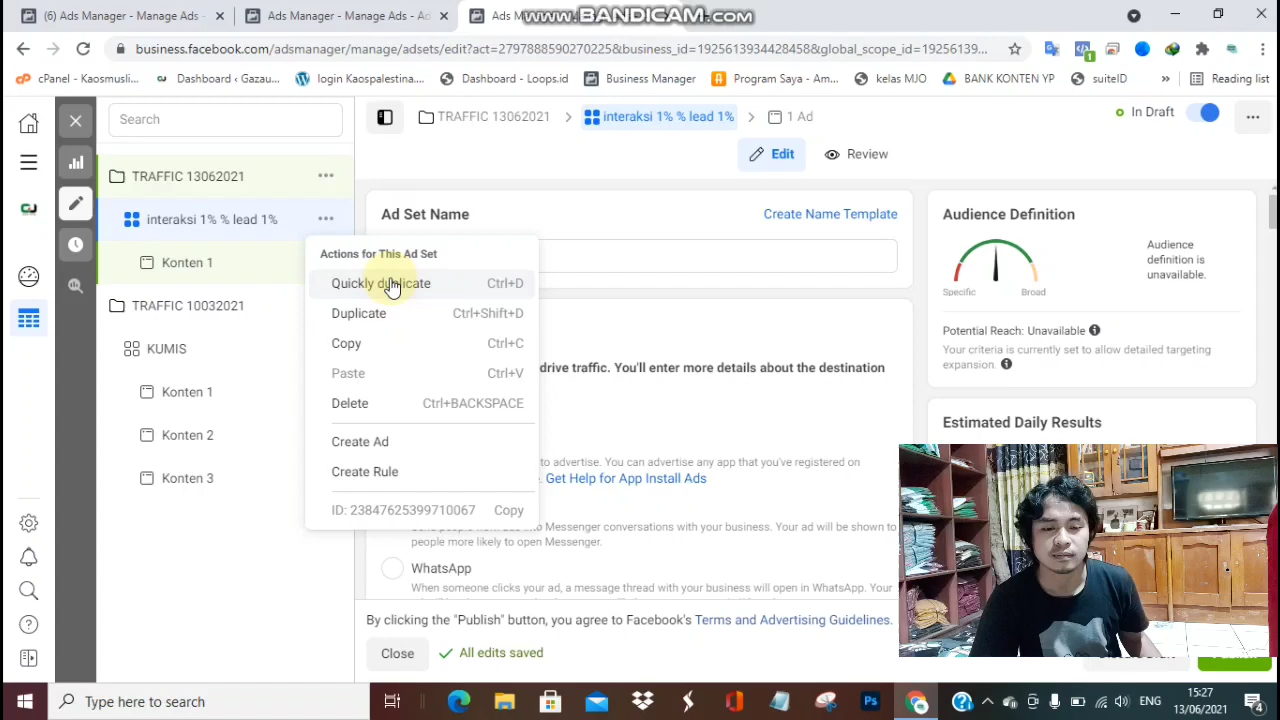 (6) Ads Manager - Manage Ads -
Ads Manager - Manage Ads - Ad
Ads M
www.BANDICAM.com
business.facebook.com/adsmanager/manage/adsets/edit?act=2797888590270225&business_id=1925613934428458&global_scope_id=19256139...
cPanel - Kaosmusli...
Dashboard ‹ Gazau...
login Kaospalestina...
Dashboard - Loops.id
Business Manager
Program Saya - Am...
kelas MJO
BANK KONTEN YP
suiteID
»
Reading list
Search
TRAFFIC 13062021
interaksi 1% % lead 1%
1 Ad
In Draft
Edit
Review
TRAFFIC 13062021
interaksi 1% % lead 1%
Konten 1
TRAFFIC 10032021
KUMIS
Konten 1
Konten 2
Konten 3
Actions for This Ad Set
Quickly duplicate Ctrl+D
Duplicate Ctrl+Shift+D
Copy Ctrl+C
Paste Ctrl+V
Delete Ctrl+BACKSPACE
Create Ad
Create Rule
ID: 23847625399710067 Copy
Ad Set Name
Create Name Template
drive traffic. You'll enter more details about the destination
to advertise. You can advertise any app that you've registered on
Get Help for App Install Ads
Send people from ads into Messenger conversations with your business. Your ad will be shown to
people more likely to open Messenger.
WhatsApp
When someone clicks your ad, a message thread with your business will open in WhatsApp. Your
By clicking the "Publish" button, you agree to Facebook's Terms and Advertising Guidelines.
Close
All edits saved
Audience Definition
Audience
definition is
unavailable.
Specific
Broad
Potential Reach: Unavailable
Your criteria is currently set to allow detailed targeting
expansion.
Estimated Daily Results
Type here to search
ENG
15:27
13/06/2021
4